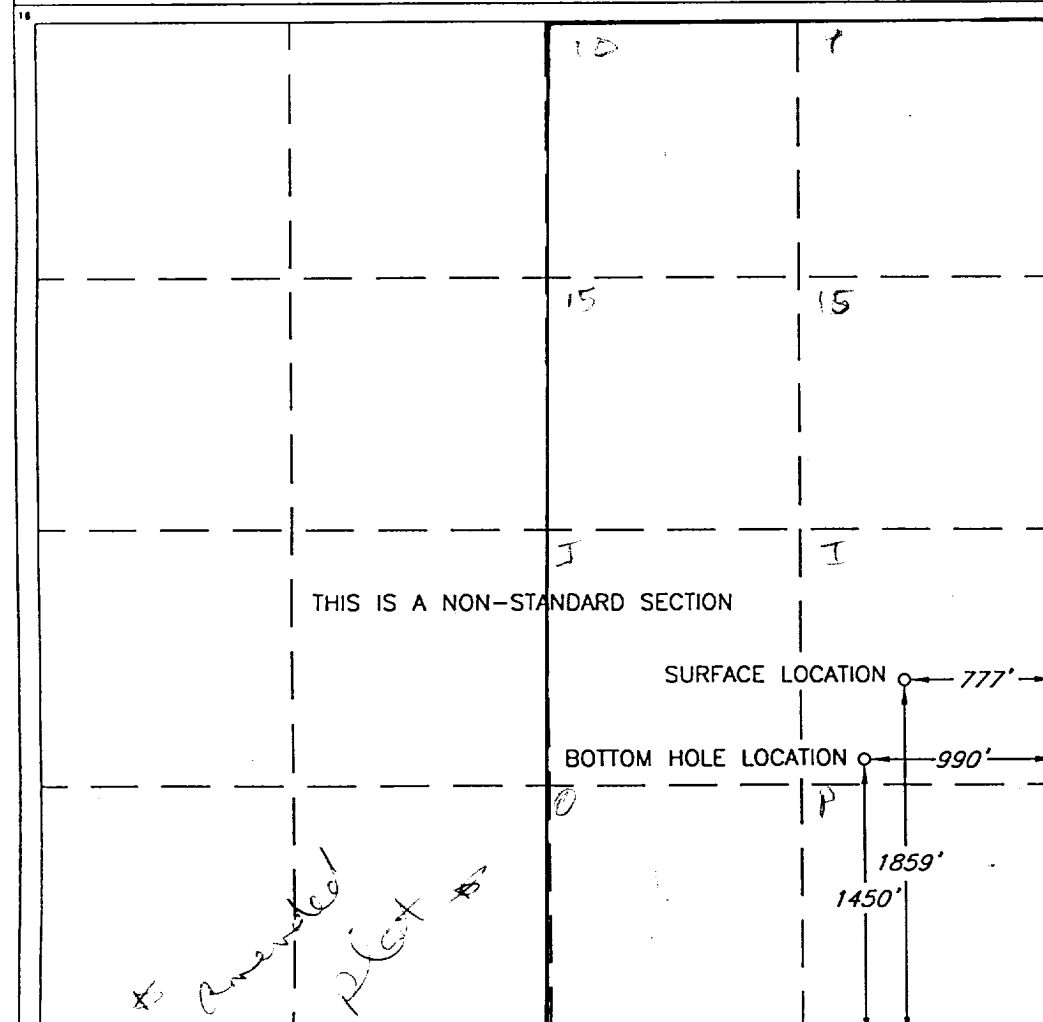 16
10 9
15 15
J I
THIS IS A NON-STANDARD SECTION
SURFACE LOCATION 777'
BOTTOM HOLE LOCATION 990'
O P
1859'
1450'
* Amended
Plat *